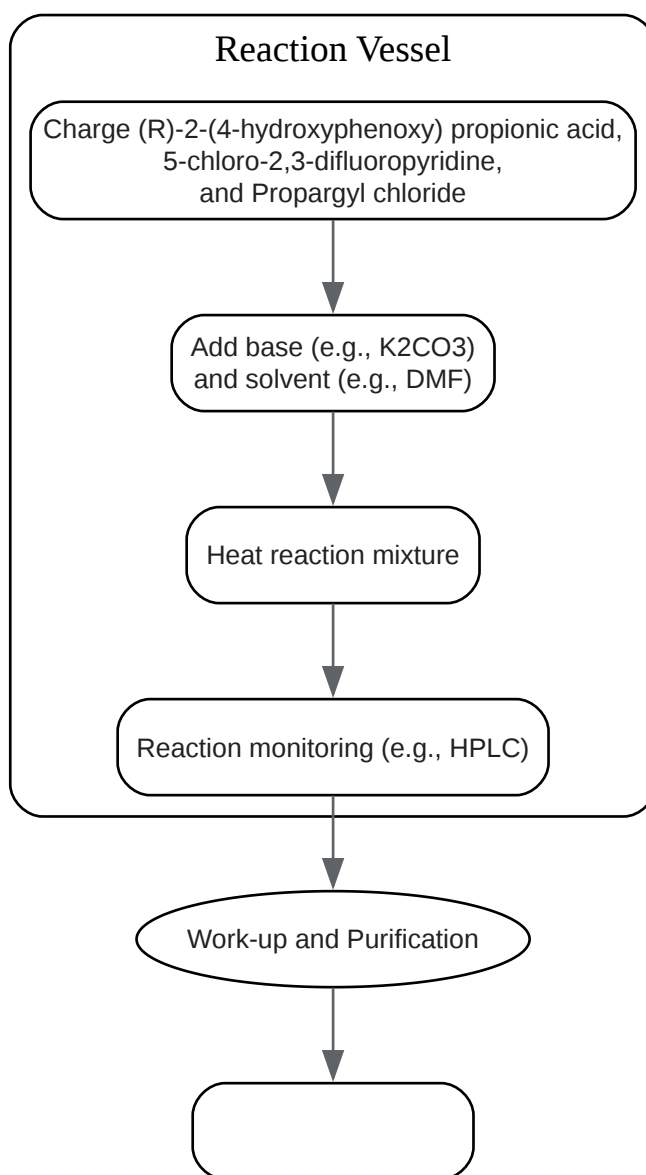 Reaction Vessel
Charge (R)-2-(4-hydroxyphenoxy) propionic acid,
5-chloro-2,3-difluoropyridine,
and Propargyl chloride
Add base (e.g., K2CO3)
and solvent (e.g., DMF)
Heat reaction mixture
Reaction monitoring (e.g., HPLC)
Work-up and Purification